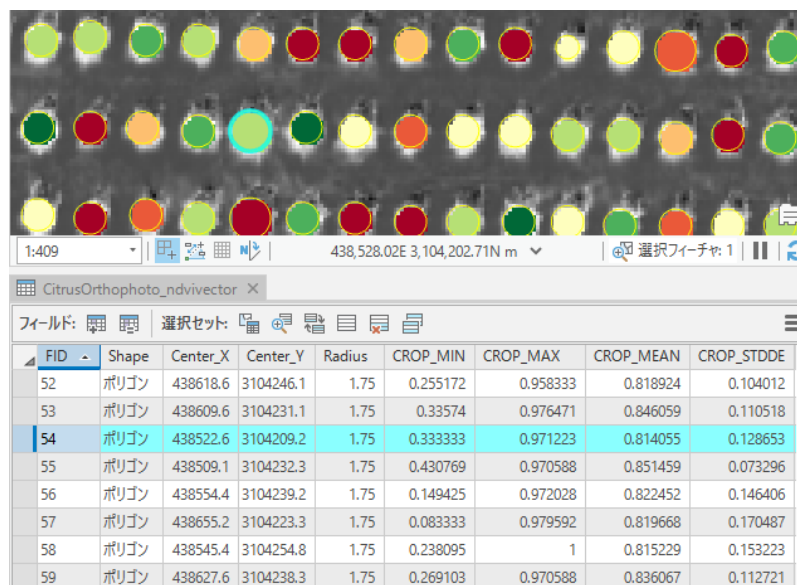 1:409 438,528.02E 3,104,202.71N m 選択フィーチャ: 1
CitrusOrthophoto_ndvivector
フィールド: 選択セット:
FID Shape Center_X Center_Y Radius CROP_MIN CROP_MAX CROP_MEAN CROP_STDDE
52 ポリゴン 438618.6 3104246.1 1.75 0.255172 0.958333 0.818924 0.104012
53 ポリゴン 438609.6 3104231.1 1.75 0.33574 0.976471 0.846059 0.110518
54 ポリゴン 438522.6 3104209.2 1.75 0.333333 0.971223 0.814055 0.128653
55 ポリゴン 438509.1 3104232.3 1.75 0.430769 0.970588 0.851459 0.073296
56 ポリゴン 438554.4 3104239.2 1.75 0.149425 0.972028 0.822452 0.146406
57 ポリゴン 438655.2 3104223.3 1.75 0.083333 0.979592 0.819668 0.170487
58 ポリゴン 438545.4 3104254.8 1.75 0.238095 1 0.815229 0.153223
59 ポリゴン 438627.6 3104238.3 1.75 0.269103 0.970588 0.836067 0.112721